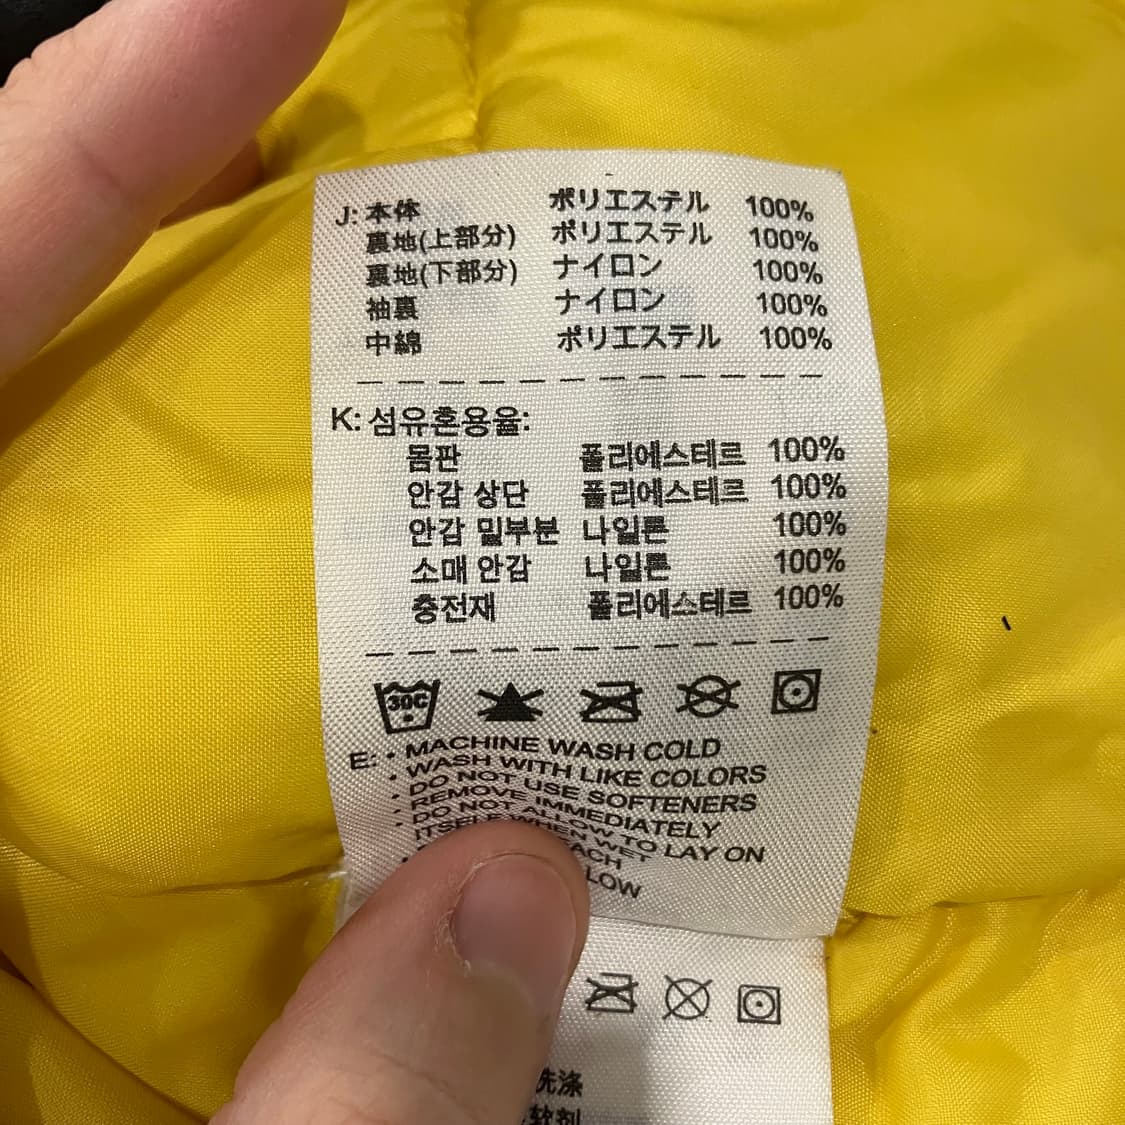 J: 本体 ポリエステル 100%
裏地(上部分) ポリエステル 100%
裏地(下部分) ナイロン 100%
袖裏 ナイロン 100%
中綿 ポリエステル 100%
K: 섬유혼용율:
몸판 폴리에스테르 100%
안감 상단 폴리에스테르 100%
안감 밑부분 나일론 100%
소매 안감 나일론 100%
충전재 폴리에스테르 100%
30C
E: • MACHINE WASH COLD
• WASH WITH LIKE COLORS
• DO NOT USE SOFTENERS
• REMOVE IMMEDIATELY
• DO NOT ALLOW TO LAY ON
ITSELF WHEN WET
洗涤
软剂